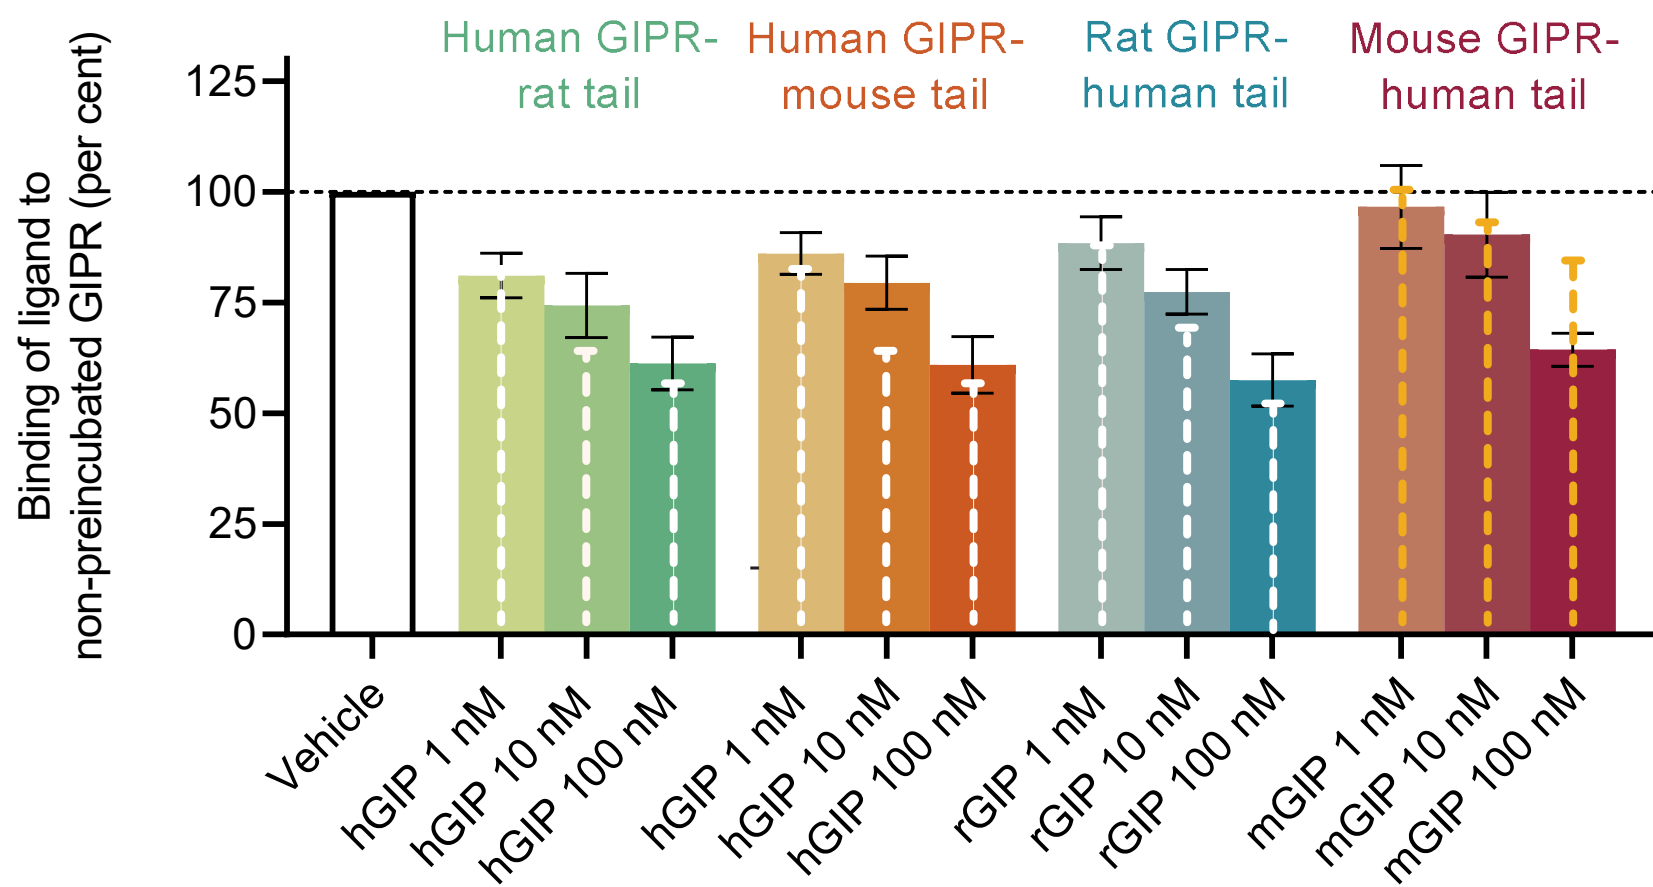 Human GIPR-
rat tail
Human GIPR-
mouse tail
Rat GIPR-
human tail
Mouse GIPR-
human tail
Binding of ligand to
non-preincubated GIPR (per cent)
125
100
75
50
25
0
Vehicle
hGIP 1 nM
hGIP 10 nM
hGIP 100 nM
hGIP 1 nM
hGIP 10 nM
hGIP 100 nM
rGIP 1 nM
rGIP 10 nM
rGIP 100 nM
mGIP 1 nM
mGIP 10 nM
mGIP 100 nM